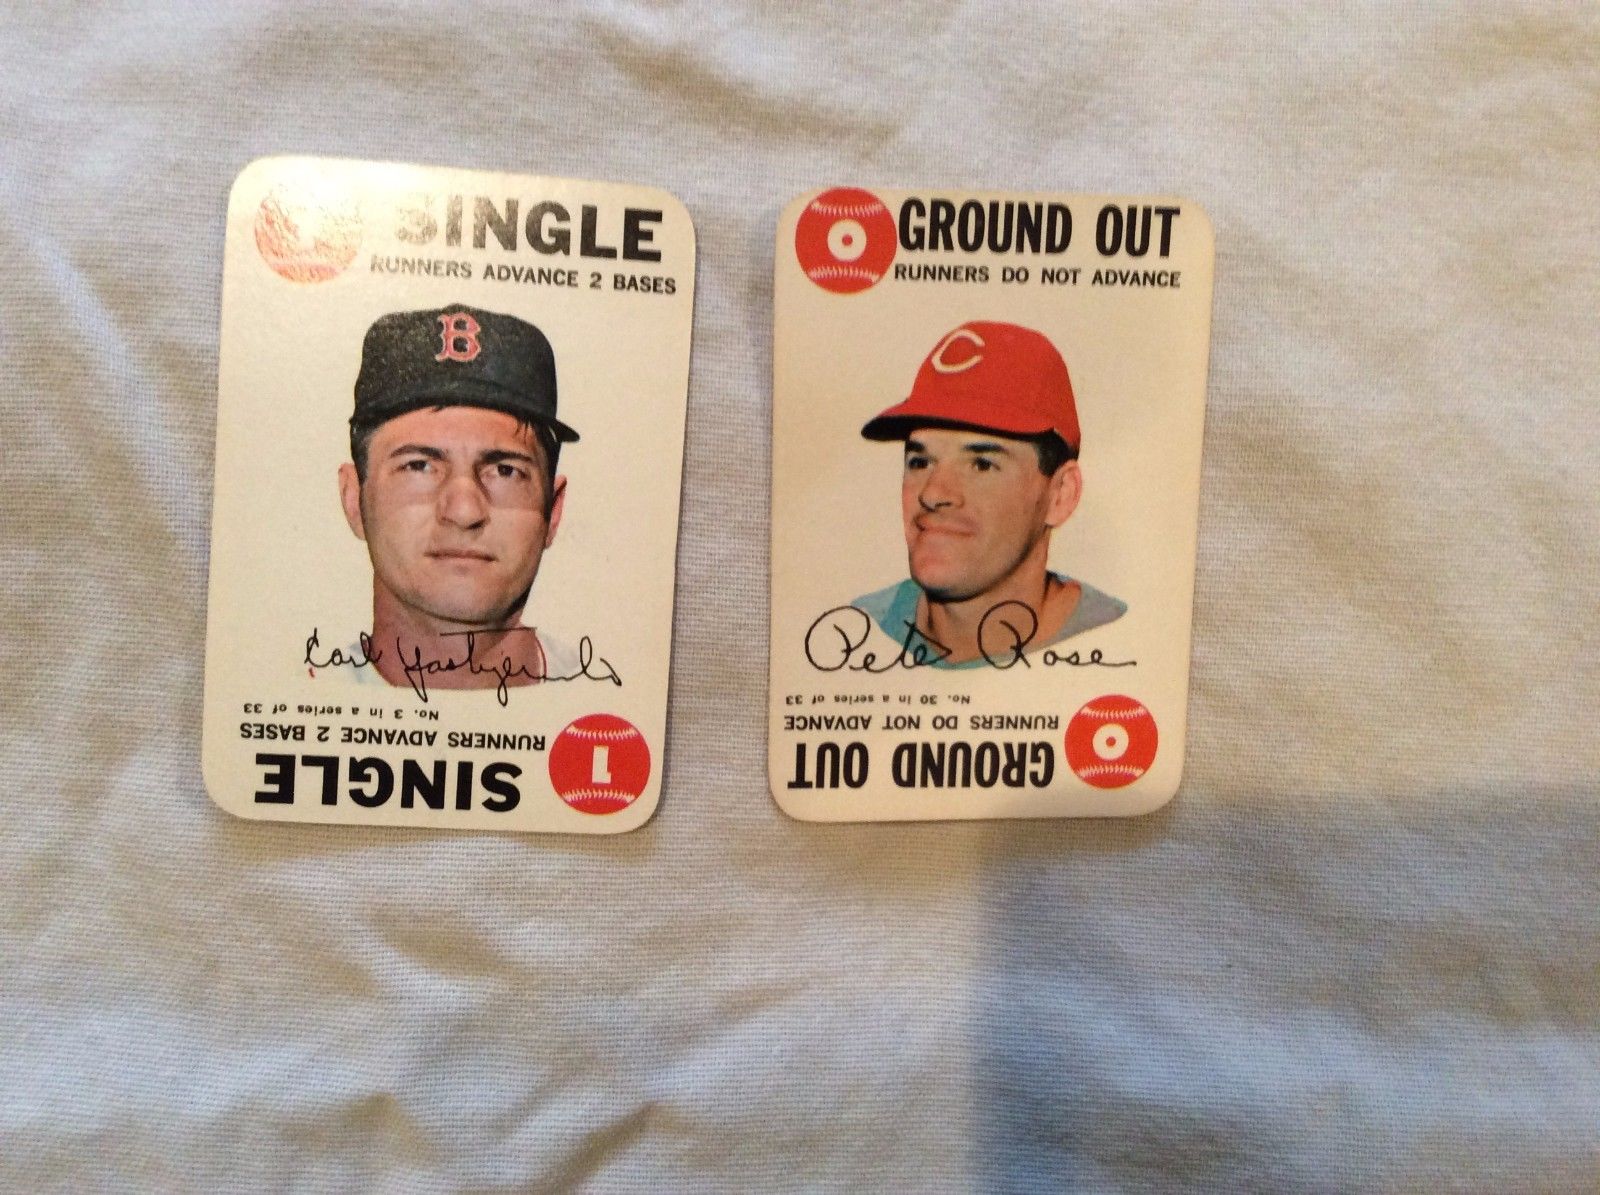 SINGLE
RUNNERS ADVANCE 2 BASES
B
Carl Yastrzemski
No. 3 in a series of 33
RUNNERS ADVANCE 2 BASES
SINGLE
1
0
GROUND OUT
RUNNERS DO NOT ADVANCE
C
Pete Rose
No. 30 in a series of 33
RUNNERS DO NOT ADVANCE
GROUND OUT
0